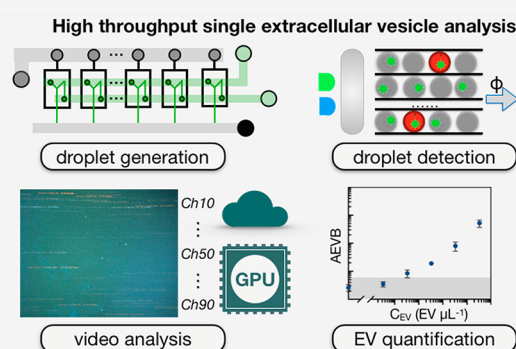 High throughput single extracellular vesicle analysis
...
...
......
ϕ
droplet generation
droplet detection
Ch10
Ch50
Ch90
GPU
AEVB
C_EV (EV µL⁻¹)
video analysis
EV quantification